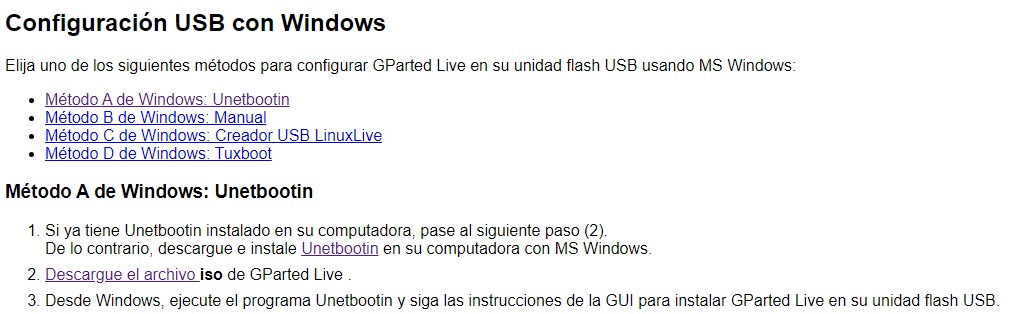 Configuración USB con Windows
Elija uno de los siguientes métodos para configurar GParted Live en su unidad flash USB usando MS Windows:
• Método A de Windows: Unetbootin
• Método B de Windows: Manual
• Método C de Windows: Creador USB LinuxLive
• Método D de Windows: Tuxboot
Método A de Windows: Unetbootin
1. Si ya tiene Unetbootin instalado en su computadora, pase al siguiente paso (2).
De lo contrario, descargue e instale Unetbootin en su computadora con MS Windows.
2. Descargue el archivo iso de GParted Live .
3. Desde Windows, ejecute el programa Unetbootin y siga las instrucciones de la GUI para instalar GParted Live en su unidad flash USB.